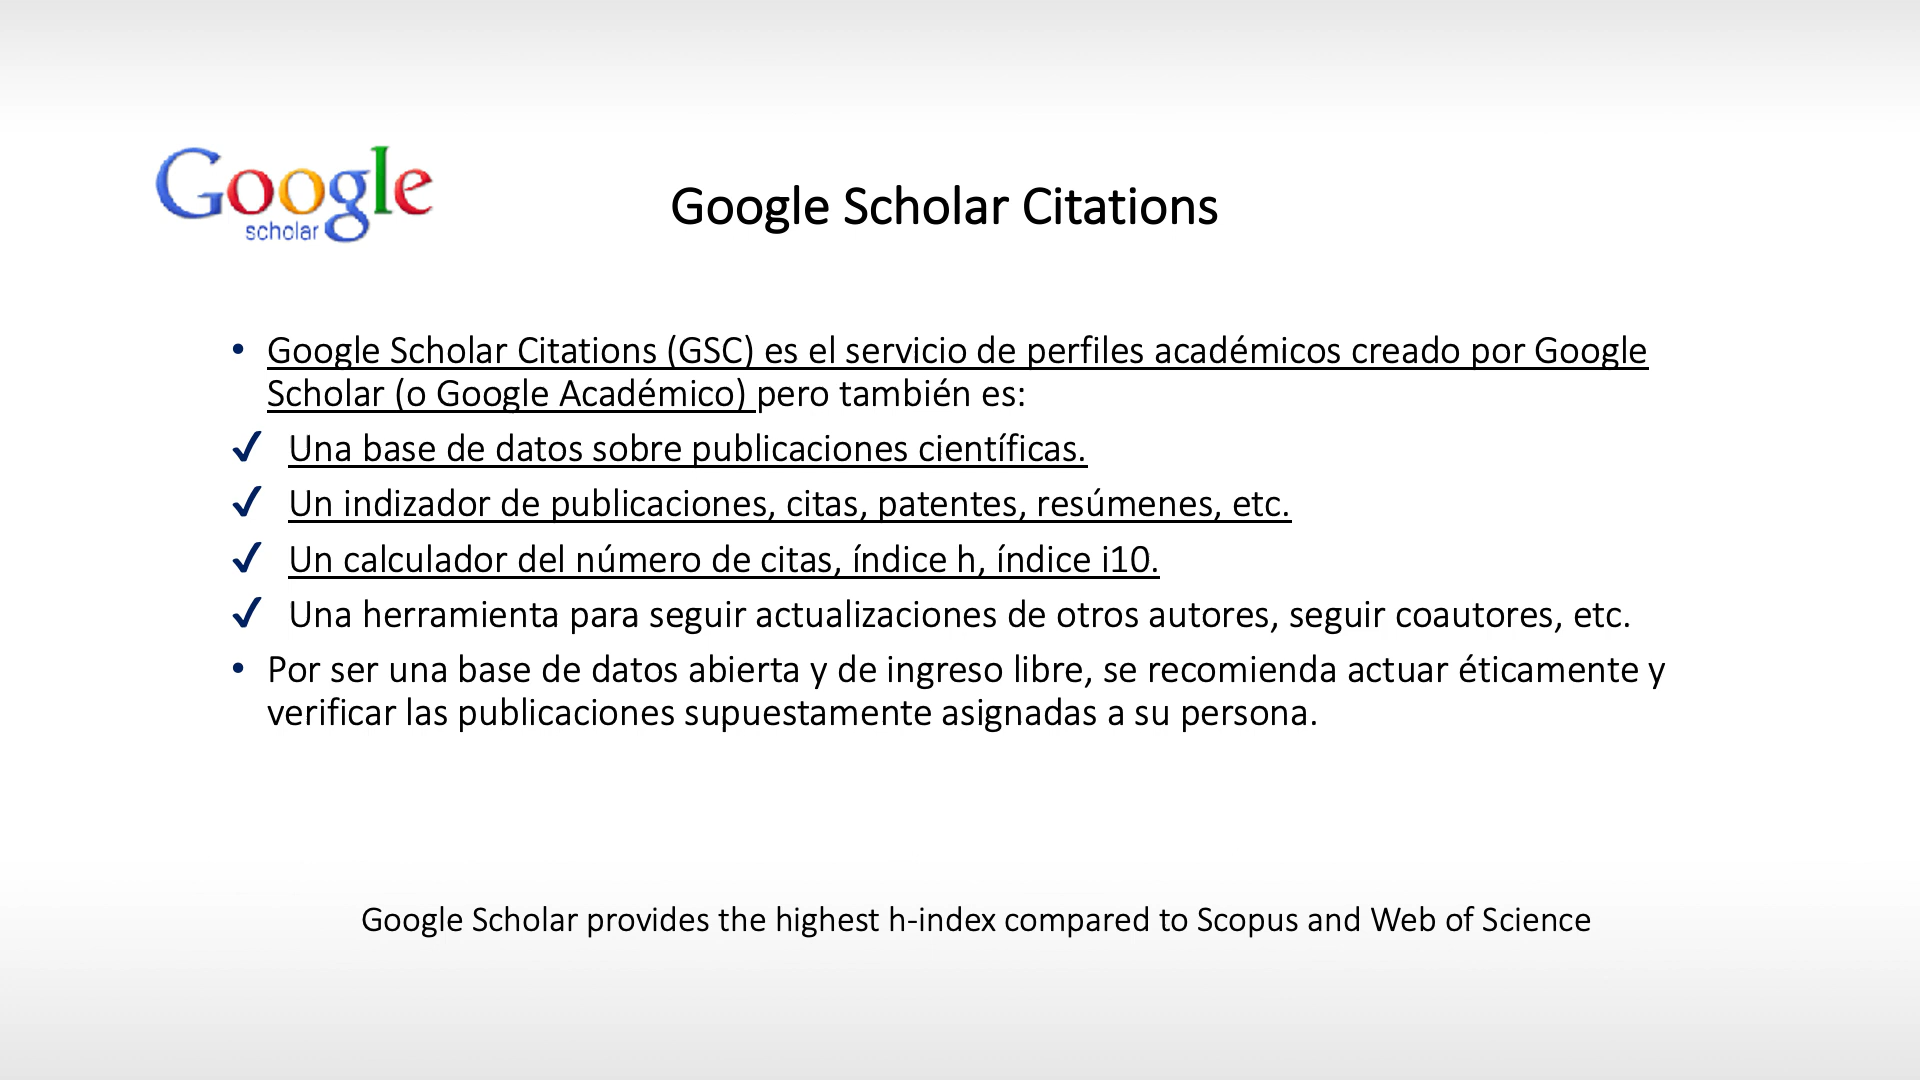 Google
scholar
Google Scholar Citations
• Google Scholar Citations (GSC) es el servicio de perfiles académicos creado por Google
Scholar (o Google Académico) pero también es:
✓ Una base de datos sobre publicaciones científicas.
✓ Un indizador de publicaciones, citas, patentes, resúmenes, etc.
✓ Un calculador del número de citas, índice h, índice i10.
✓ Una herramienta para seguir actualizaciones de otros autores, seguir coautores, etc.
• Por ser una base de datos abierta y de ingreso libre, se recomienda actuar éticamente y
verificar las publicaciones supuestamente asignadas a su persona.
Google Scholar provides the highest h-index compared to Scopus and Web of Science